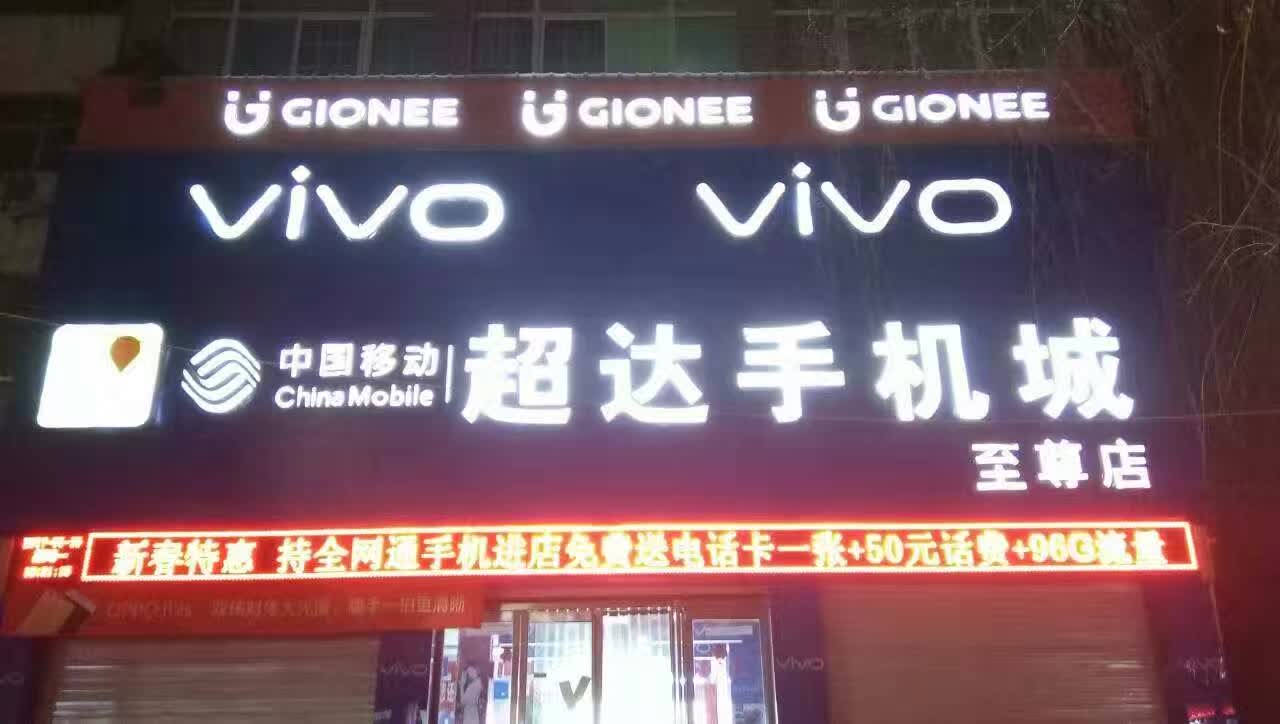 GIONEE GIONEE GIONEE
vivo vivo
中国移动
China Mobile
超达手机城
至尊店
新春特惠 持全网通手机进店免费送电话卡一张+50元话费+96G流量
vivo vivo vivo